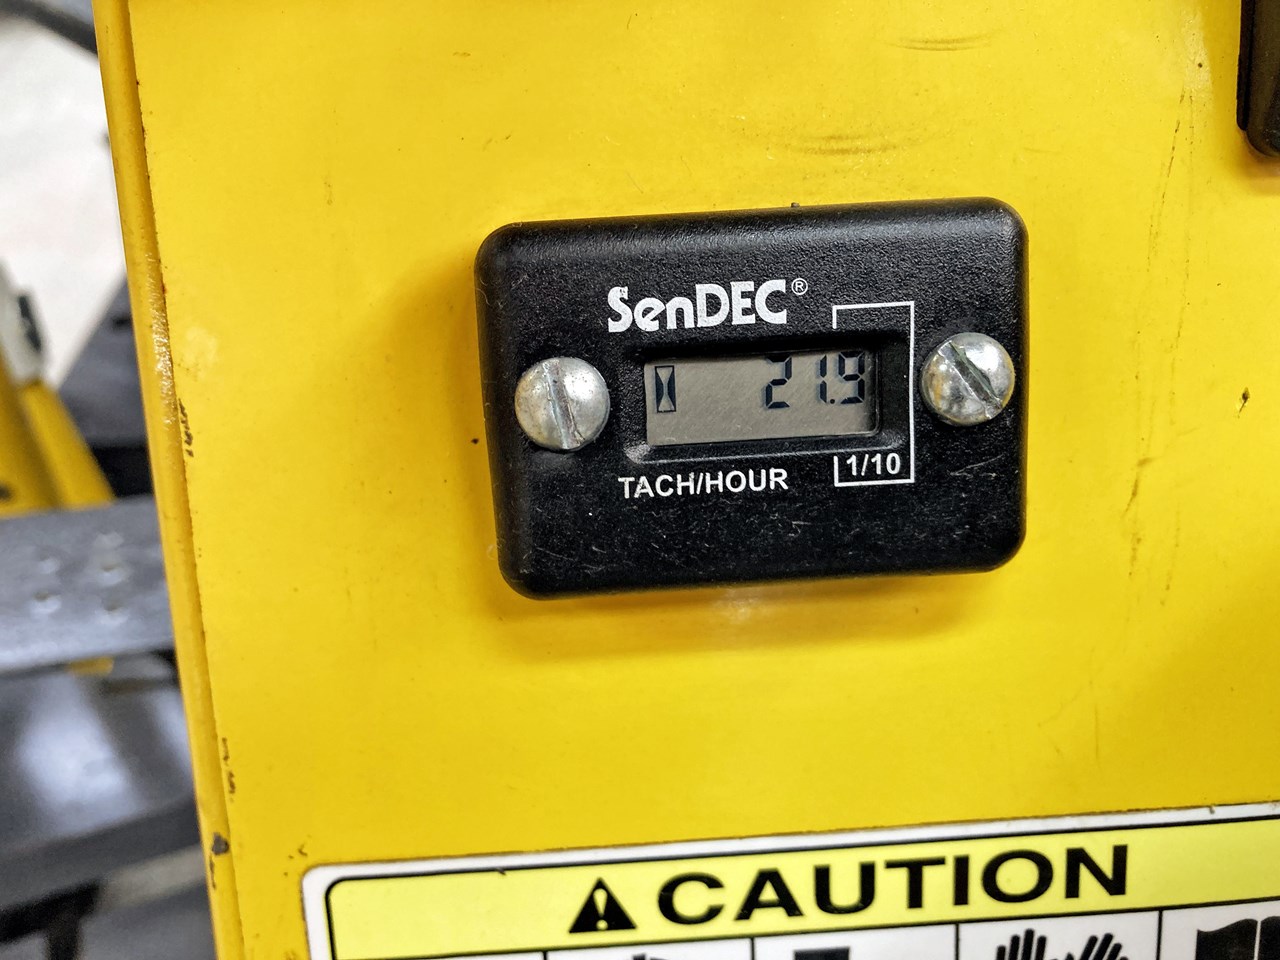 SenDEC®
21.9
TACH/HOUR
1/10
CAUTION